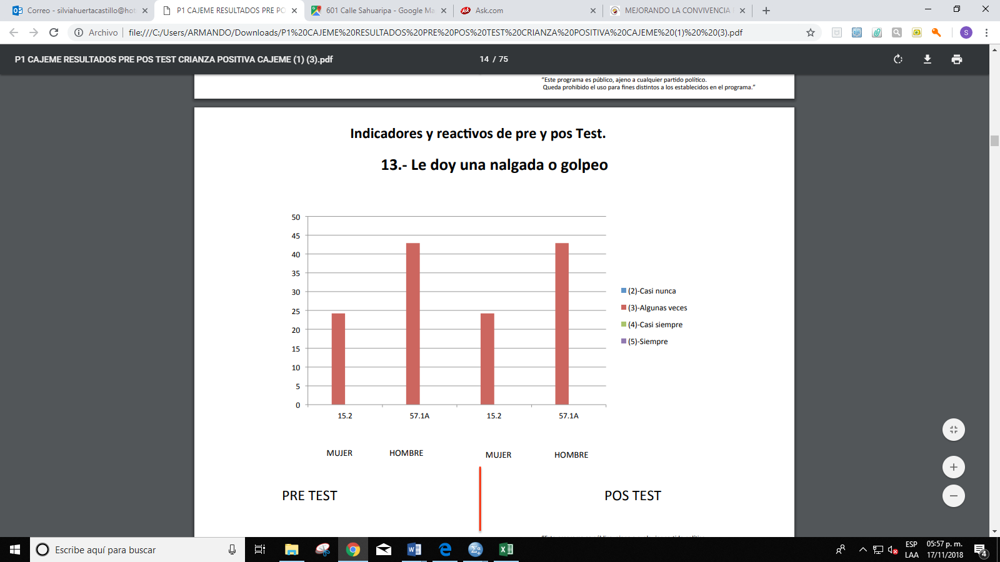 Correo - silviahuertacastillo@hot
P1 CAJEME RESULTADOS PRE PO
601 Calle Sahuaripa - Google Ma
Ask.com
MEJORANDO LA CONVIVENCIA
Archivo
file:///C:/Users/ARMANDO/Downloads/P1%20CAJEME%20RESULTADOS%20PRE%20POS%20TEST%20CRIANZA%20POSITIVA%20CAJEME%20(1)%20%20(3).pdf
S
P1 CAJEME RESULTADOS PRE POS TEST CRIANZA POSITIVA CAJEME (1) (3).pdf
14 / 75
“Este programa es público, ajeno a cualquier partido político.
Queda prohibido el uso para fines distintos a los establecidos en el programa.”
Indicadores y reactivos de pre y pos Test.
13.- Le doy una nalgada o golpeo
50
45
40
35
30
25
20
15
10
5
0
15.2
57.1A
15.2
57.1A
(2)-Casi nunca
(3)-Algunas veces
(4)-Casi siempre
(5)-Siempre
MUJER
HOMBRE
MUJER
HOMBRE
PRE TEST
POS TEST
Escribe aquí para buscar
ESP
LAA
05:57 p. m.
17/11/2018
4